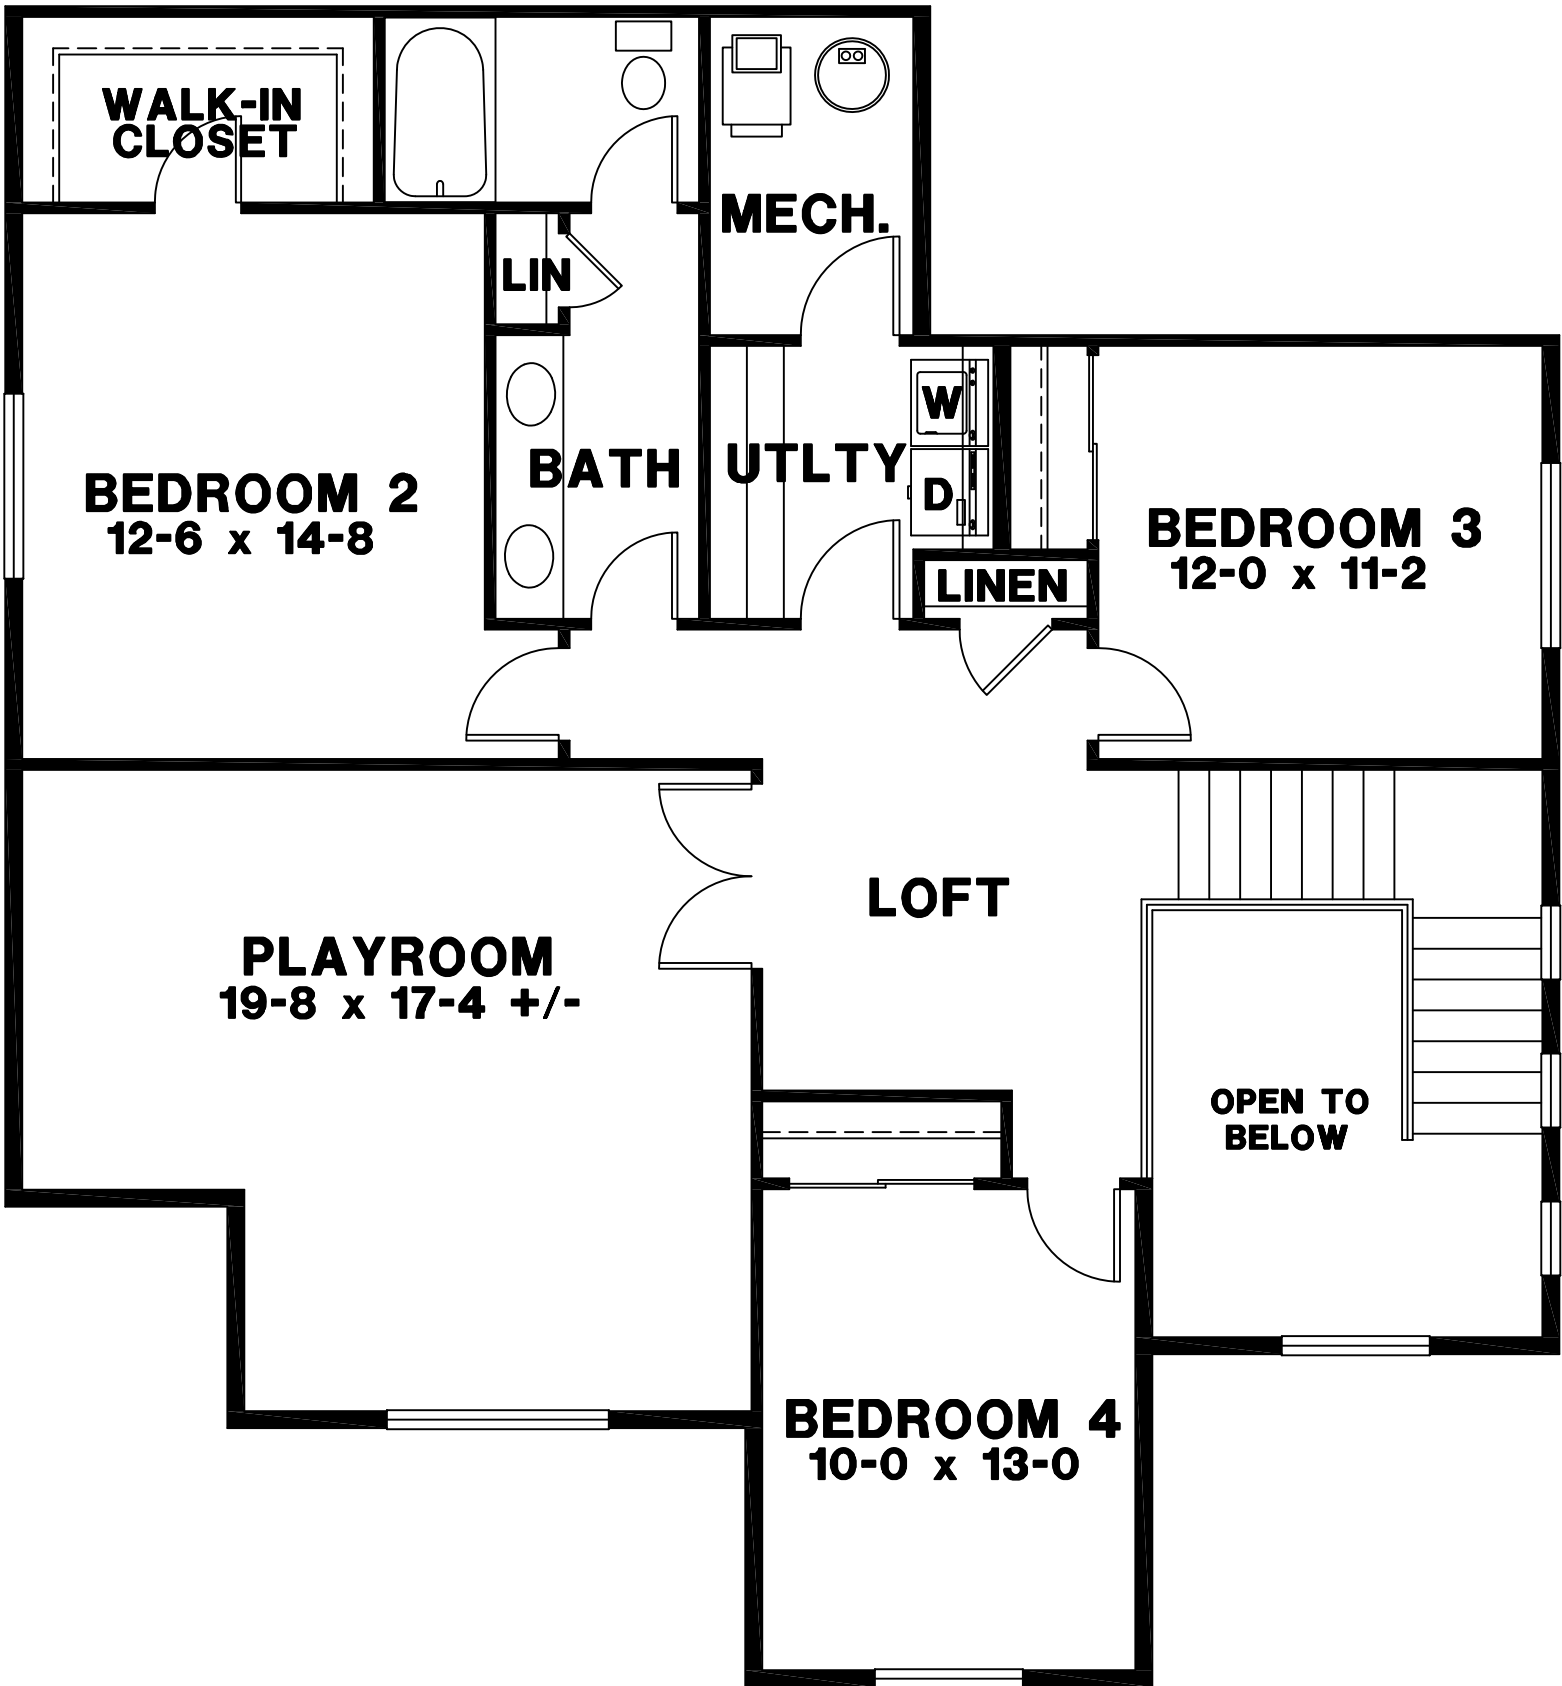 WALK-IN
CLOSET
MECH.
LIN
W
BATH
UTLTY
D
BEDROOM 2
12-6 x 14-8
BEDROOM 3
12-0 x 11-2
LINEN
LOFT
PLAYROOM
19-8 x 17-4 +/-
OPEN TO
BELOW
BEDROOM 4
10-0 x 13-0